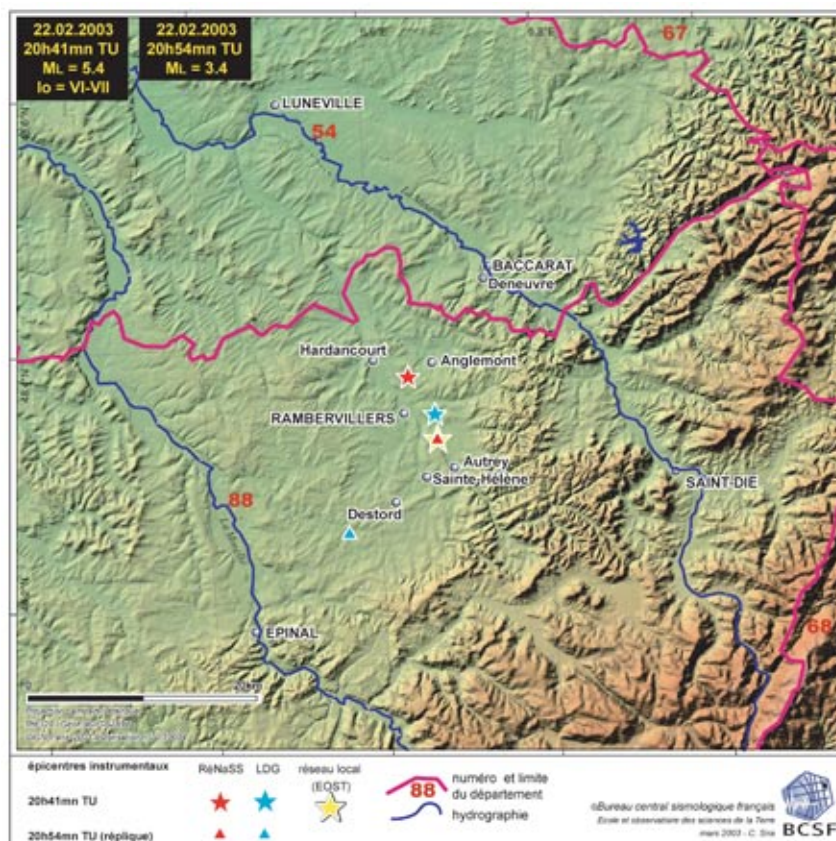 22.02.2003
20h41mn TU
ML = 5.4
Io = VI-VII
22.02.2003
20h54mn TU
ML = 3.4
67
LUNEVILLE
54
BACCARAT
Deneuvre
Hardancourt
Anglemont
RAMBERVILLERS
Autrey
Sainte-Hélène
SAINT-DIE
88
Destord
68
EPINAL
épicentres instrumentaux
RéNaSS
LDG
réseau local
(EOST)
20h41mn TU
20h54mn TU (réplique)
88
numéro et limite
du département
hydrographie
©Bureau central sismologique français
Ecole et observatoire des sciences de la Terre
mars 2003 - C. Sira
BCSF